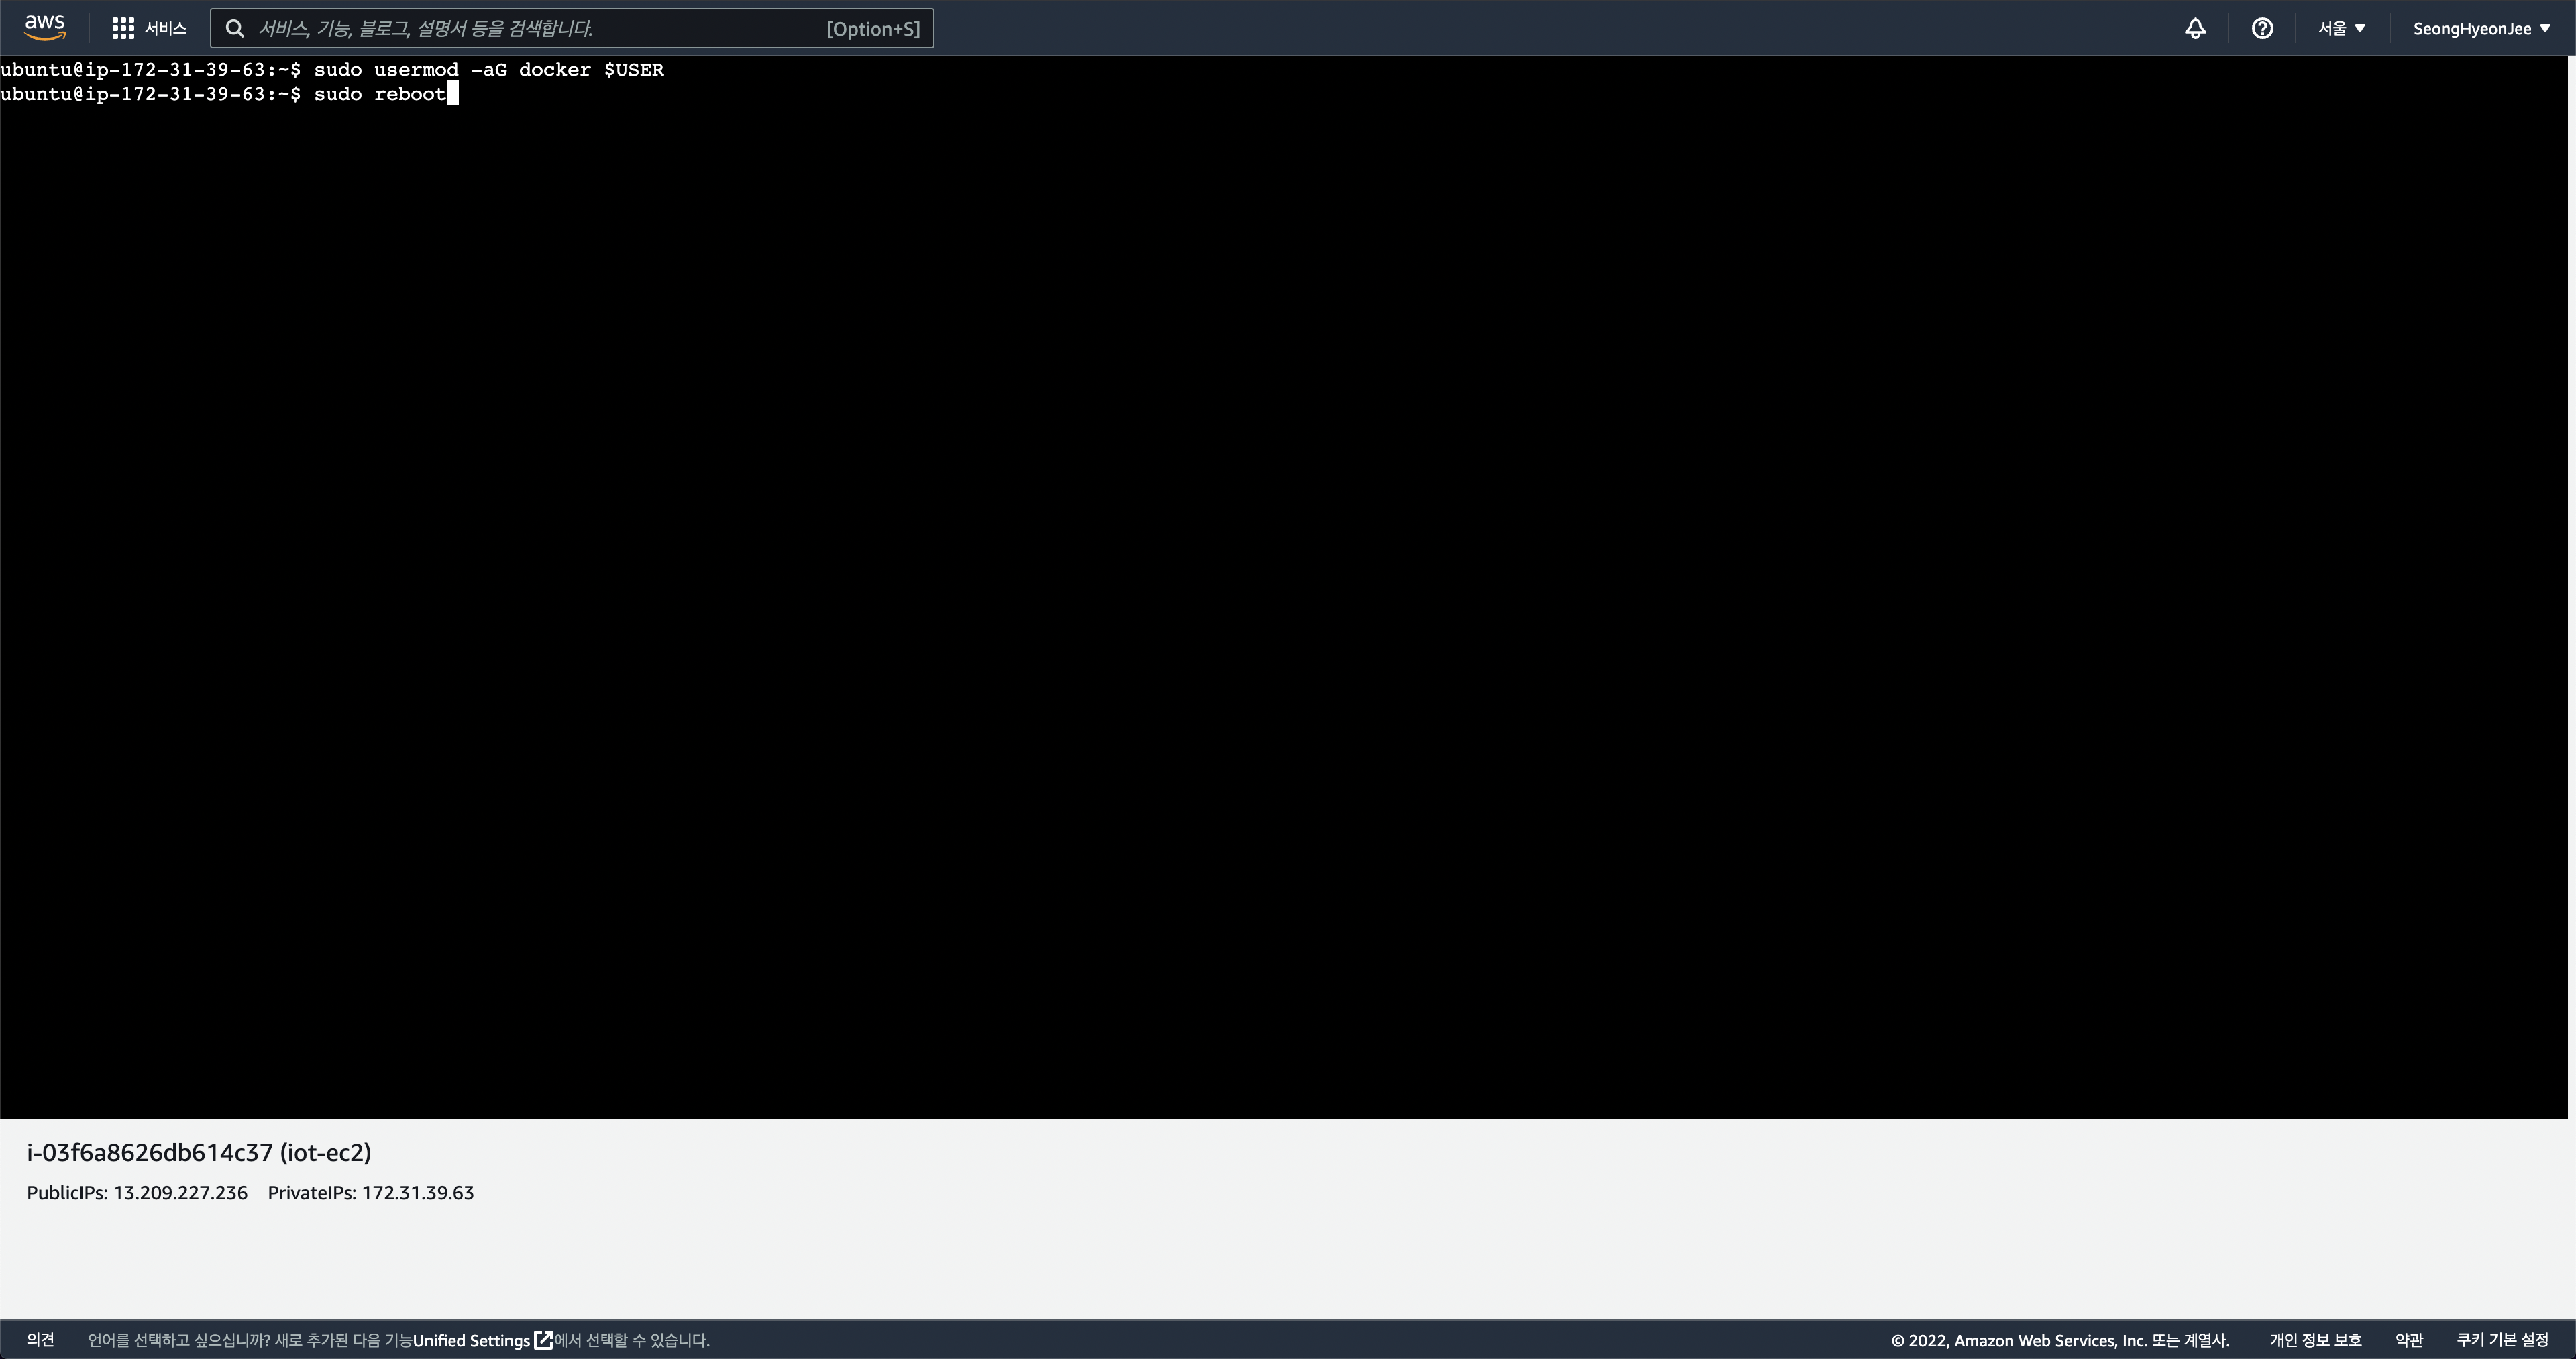 aws 서비스 서비스, 기능, 블로그, 설명서 등을 검색합니다. [Option+S] 서울 SeongHyeonJee
ubuntu@ip-172-31-39-63:~$ sudo usermod -aG docker $USER
ubuntu@ip-172-31-39-63:~$ sudo reboot
i-03f6a8626db614c37 (iot-ec2)
PublicIPs: 13.209.227.236 PrivateIPs: 172.31.39.63
의견 언어를 선택하고 싶으십니까? 새로 추가된 다음 기능Unified Settings에서 선택할 수 있습니다. © 2022, Amazon Web Services, Inc. 또는 계열사. 개인 정보 보호 약관 쿠키 기본 설정